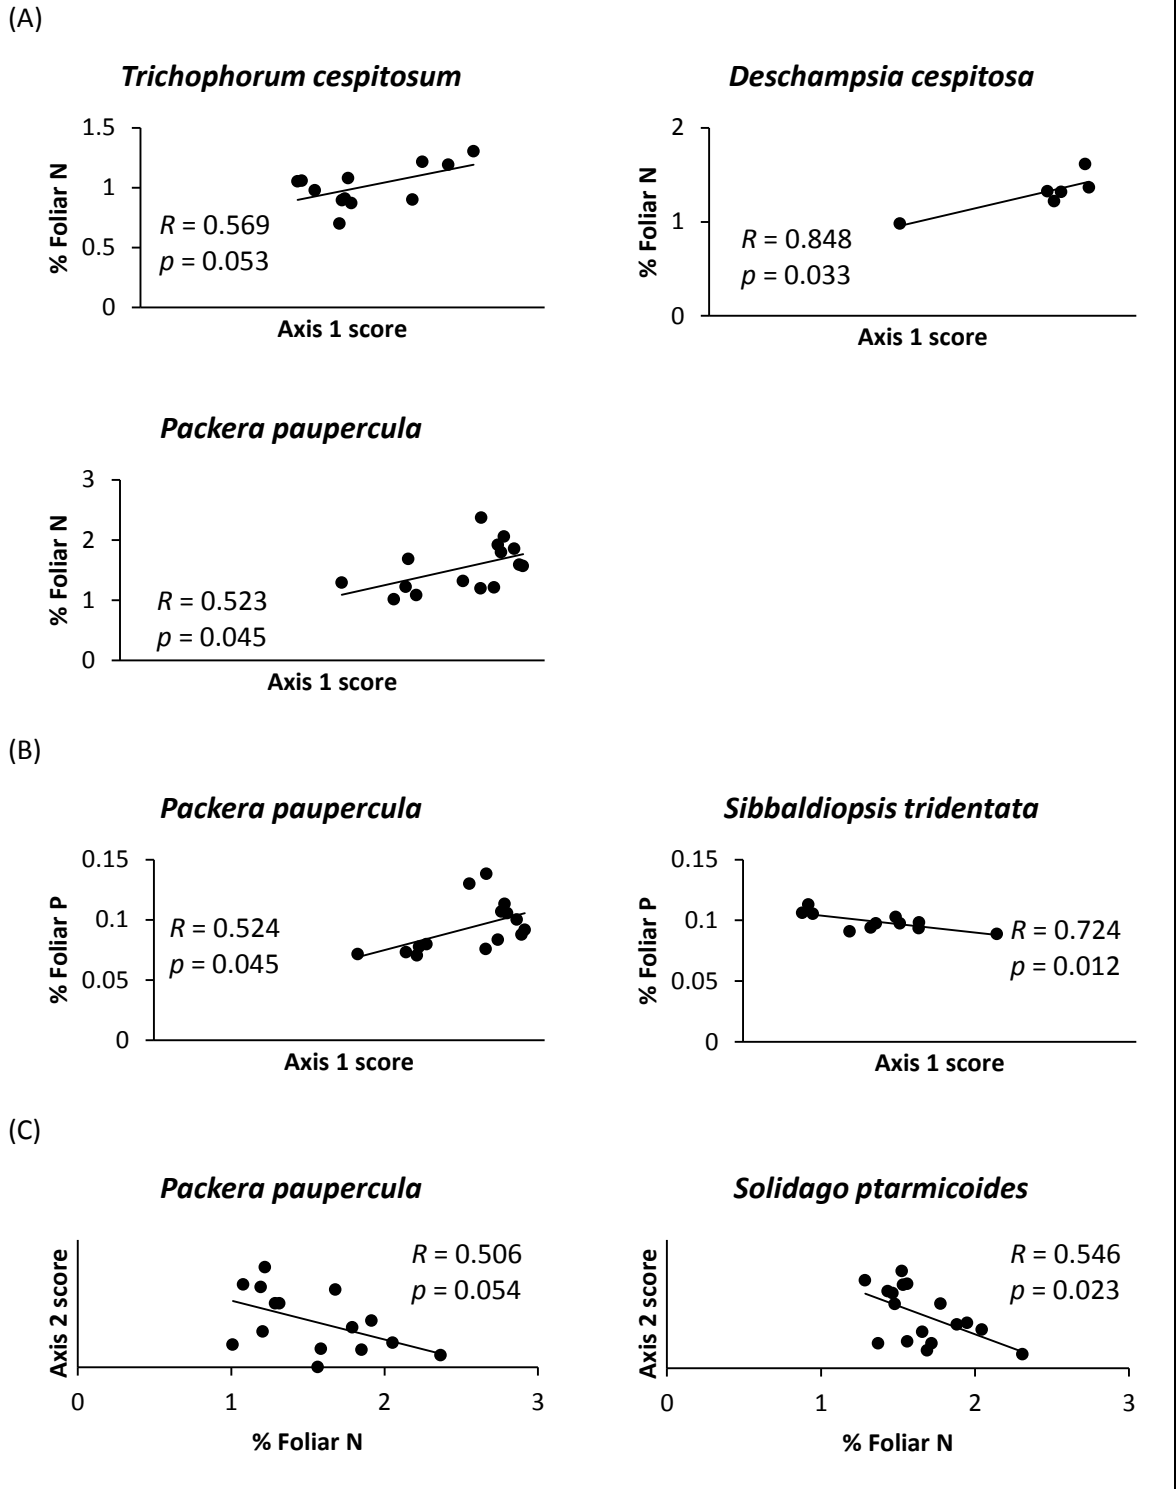 (A)
Trichophorum cespitosum
1.5
1
0.5
0
% Foliar N
R = 0.569
p = 0.053
Axis 1 score
Deschampsia cespitosa
2
1
0
% Foliar N
R = 0.848
p = 0.033
Axis 1 score
Packera paupercula
3
2
1
0
% Foliar N
R = 0.523
p = 0.045
Axis 1 score
(B)
Packera paupercula
0.15
0.1
0.05
0
% Foliar P
R = 0.524
p = 0.045
Axis 1 score
Sibbaldiopsis tridentata
0.15
0.1
0.05
0
% Foliar P
R = 0.724
p = 0.012
Axis 1 score
(C)
Packera paupercula
Axis 2 score
R = 0.506
p = 0.054
0 1 2 3
% Foliar N
Solidago ptarmicoides
Axis 2 score
R = 0.546
p = 0.023
0 1 2 3
% Foliar N